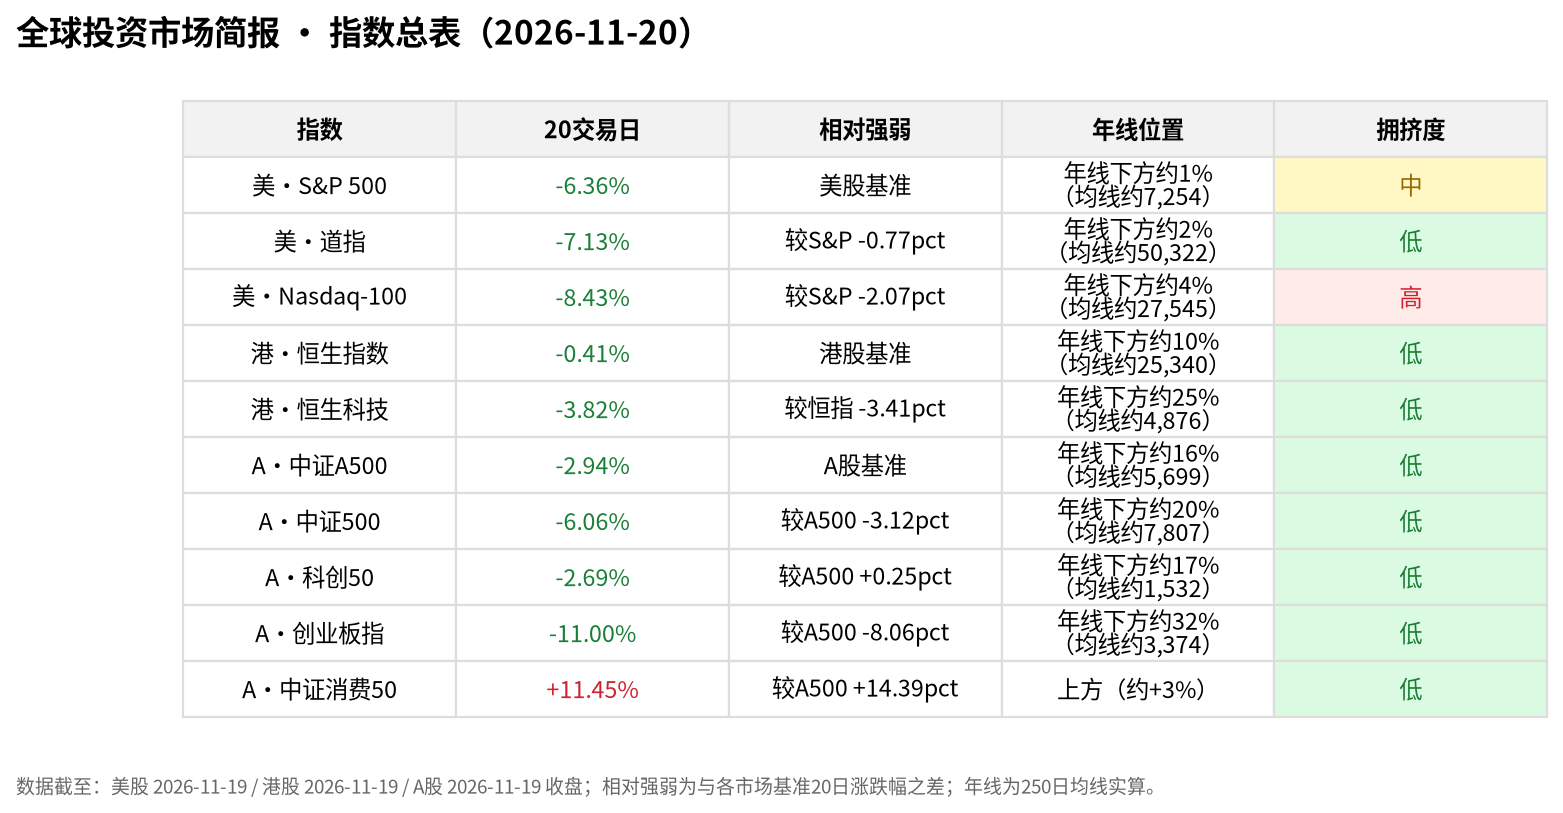 全球投资市场简报 · 指数总表（2026-11-20）
指数 20交易日 相对强弱 年线位置 拥挤度
美·S&P 500 -6.36% 美股基准 年线下方约1%（均线约7,254） 中
美·道指 -7.13% 较S&P -0.77pct 年线下方约2%（均线约50,322） 低
美·Nasdaq-100 -8.43% 较S&P -2.07pct 年线下方约4%（均线约27,545） 高
港·恒生指数 -0.41% 港股基准 年线下方约10%（均线约25,340） 低
港·恒生科技 -3.82% 较恒指 -3.41pct 年线下方约25%（均线约4,876） 低
A·中证A500 -2.94% A股基准 年线下方约16%（均线约5,699） 低
A·中证500 -6.06% 较A500 -3.12pct 年线下方约20%（均线约7,807） 低
A·科创50 -2.69% 较A500 +0.25pct 年线下方约17%（均线约1,532） 低
A·创业板指 -11.00% 较A500 -8.06pct 年线下方约32%（均线约3,374） 低
A·中证消费50 +11.45% 较A500 +14.39pct 上方（约+3%） 低
数据截至：美股 2026-11-19 / 港股 2026-11-19 / A股 2026-11-19 收盘；相对强弱为与各市场基准20日涨跌幅之差；年线为250日均线实算。